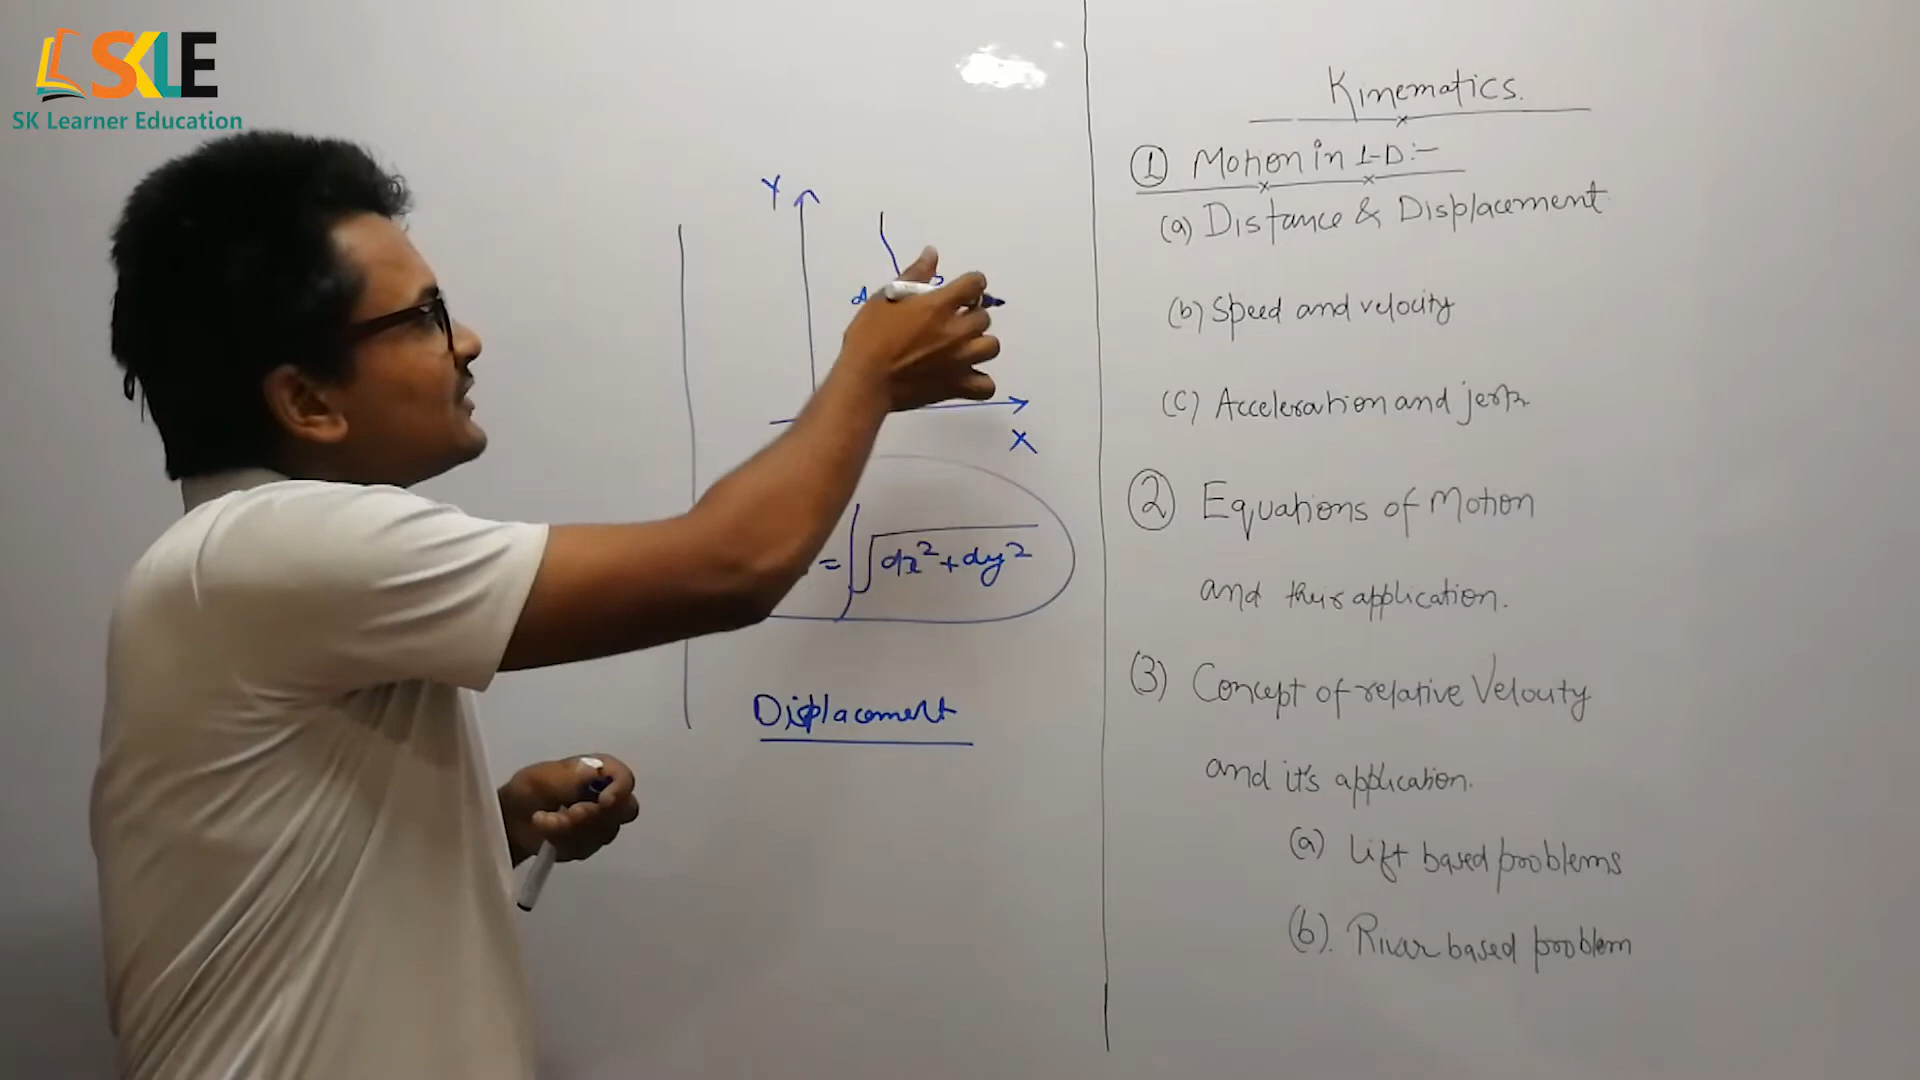 SKLE
SK Learner Education
Y
X
= ∫√dx²+dy²
Displacement
Kinematics.
① Motion in 1-D:-
(a) Distance & Displacement
(b) Speed and velocity
(c) Acceleration and jerk
② Equations of Motion
and their application.
(3) Concept of relative Velocity
and it's application.
(a) Lift based problems
(b). River based problem